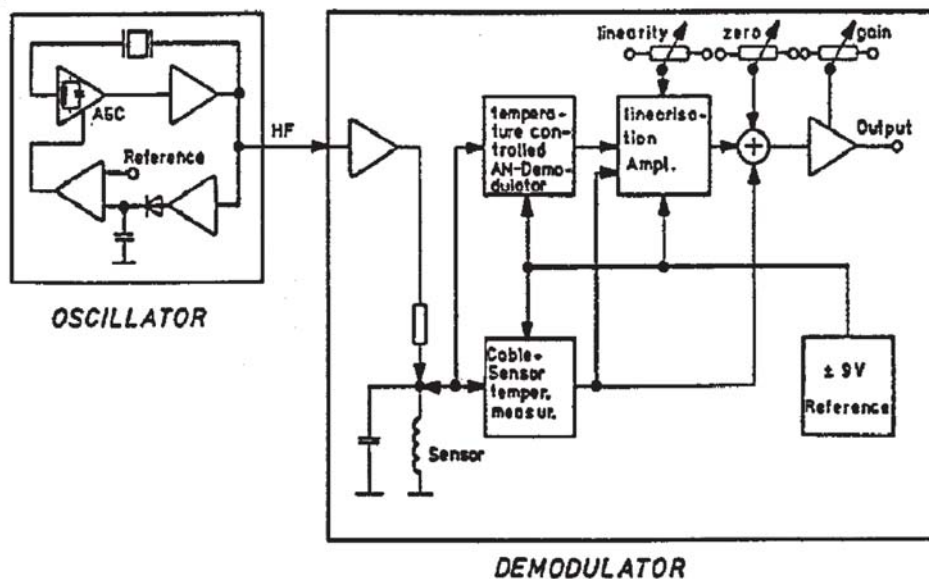 linearity
zero
gain
AGC
HF
Reference
tempera-
ture con-
trolled
AN-Demo-
dulator
linearisa-
tion
Ampl.
+
Output
OSCILLATOR
Cable+
Sensor
temper.
measur.
± 9V
Reference
Sensor
DEMODULATOR